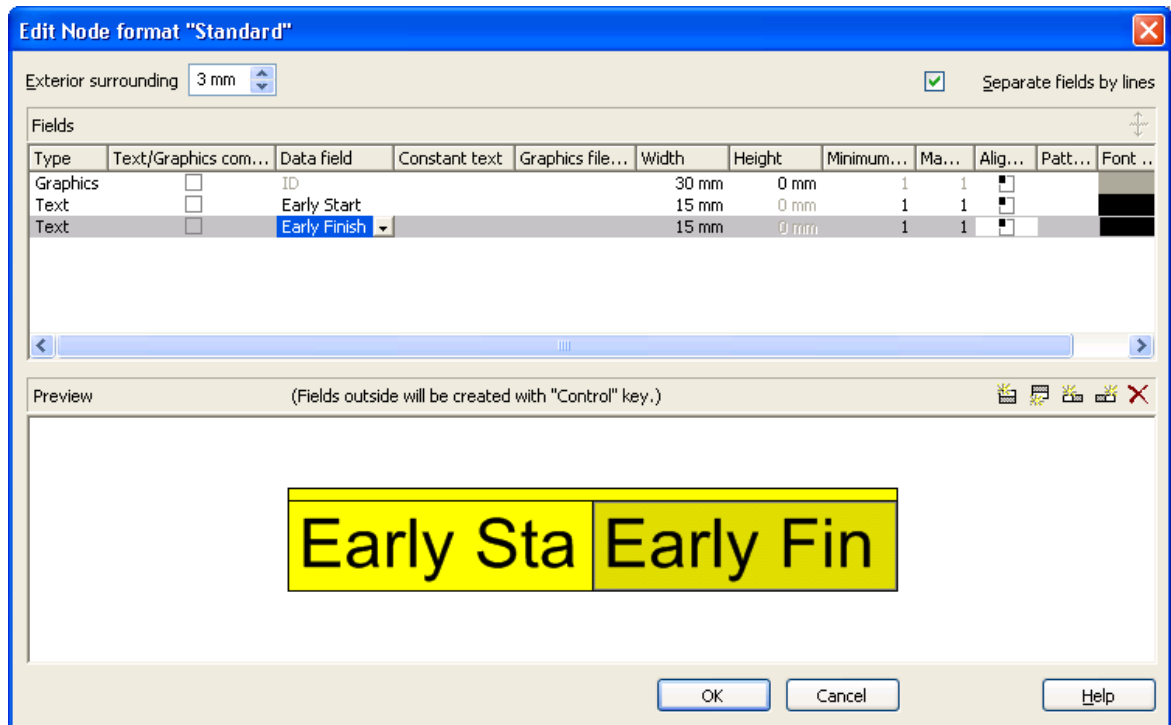 Edit Node format "Standard"
Exterior surrounding 3 mm Separate fields by lines
Fields
Type Text/Graphics com... Data field Constant text Graphics file... Width Height Minimum... Ma... Alig... Patt... Font ..
Graphics ID 30 mm 0 mm 1 1
Text Early Start 15 mm 0 mm 1 1
Text Early Finish 15 mm 0 mm 1 1
Preview (Fields outside will be created with "Control" key.)
Early Sta Early Fin
OK Cancel Help